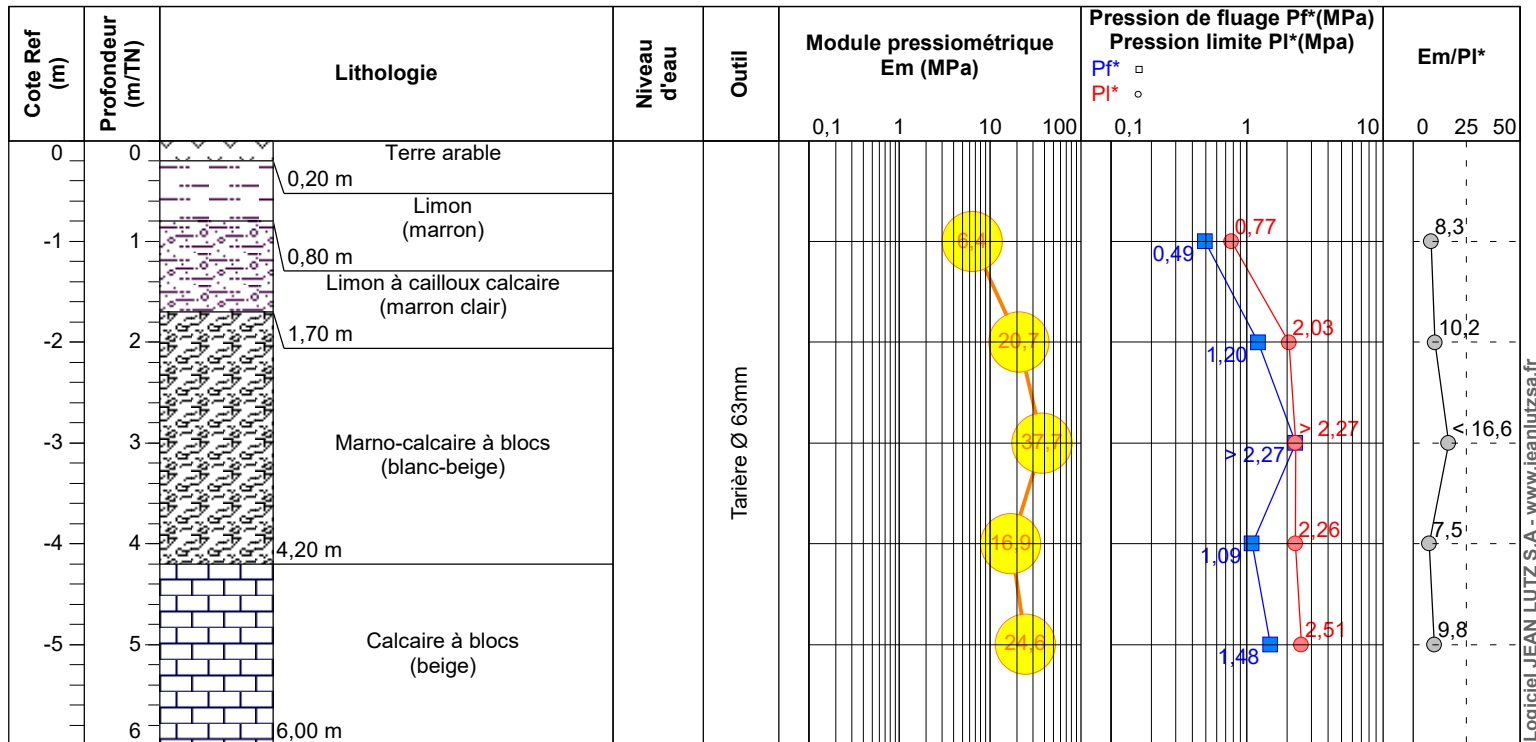 Cote Ref
(m)
Profondeur
(m/TN)
Lithologie
Niveau
d'eau
Outil
Module pressiométrique
Em (MPa)
0,1 1 10 100
Pression de fluage Pf*(MPa)
Pression limite Pl*(Mpa)
Pf*
Pl*
0,1 1 10
Em/Pl*
0 25 50
0 0
Terre arable
0,20 m
Limon
(marron)
-1 1
0,80 m
Limon à cailloux calcaire
(marron clair)
1,70 m
-2 2
Marno-calcaire à blocs
(blanc-beige)
-3 3
-4 4
4,20 m
Calcaire à blocs
(beige)
-5 5
6 6,00 m
Tarière Ø 63mm
6,4
20,7
37,7
16,9
24,6
0,49
0,77
1,20
2,03
> 2,27
> 2,27
1,09
2,26
1,48
2,51
8,3
10,2
< 16,6
7,5
9,8
Logiciel JEAN LUTZ S.A - www.jeanlutzsa.fr